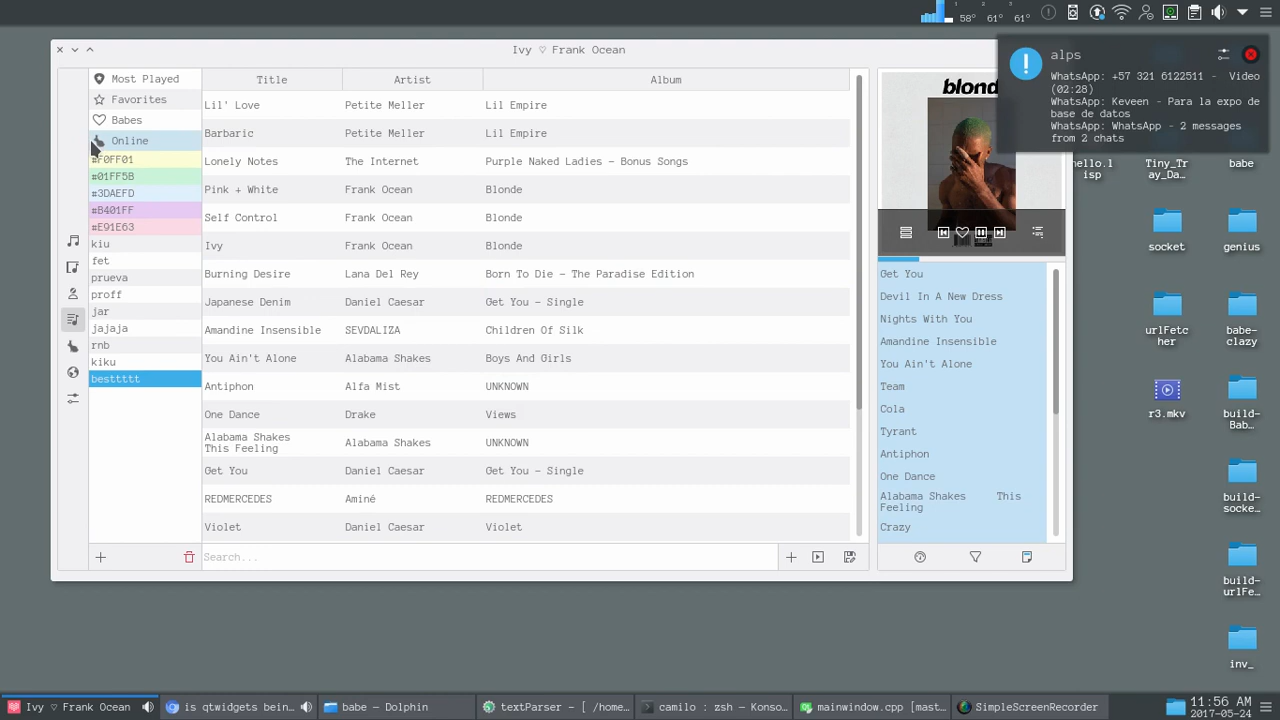 58° 61° 61°
Ivy ♡ Frank Ocean
alps
WhatsApp: +57 321 6122511 - Video (02:28)
WhatsApp: Keveen - Para la expo de base de datos
WhatsApp: WhatsApp - 2 messages from 2 chats
Most Played
Favorites
Babes
Online
#F0FF01
#01FF5B
#3DAEFD
#B401FF
#E91E63
kiu
fet
prueva
proff
jar
jajaja
rnb
kiku
besttttt
Title Artist Album
Lil' Love Petite Meller Lil Empire
Barbaric Petite Meller Lil Empire
Lonely Notes The Internet Purple Naked Ladies – Bonus Songs
Pink + White Frank Ocean Blonde
Self Control Frank Ocean Blonde
Ivy Frank Ocean Blonde
Burning Desire Lana Del Rey Born To Die – The Paradise Edition
Japanese Denim Daniel Caesar Get You – Single
Amandine Insensible SEVDALIZA Children Of Silk
You Ain't Alone Alabama Shakes Boys And Girls
Antiphon Alfa Mist UNKNOWN
One Dance Drake Views
Alabama Shakes This Feeling Alabama Shakes UNKNOWN
Get You Daniel Caesar Get You – Single
REDMERCEDES Aminé REDMERCEDES
Violet Daniel Caesar Violet
Search...
blond
Get You
Devil In A New Dress
Nights With You
Amandine Insensible
You Ain't Alone
Team
Cola
Tyrant
Antiphon
One Dance
Alabama Shakes This Feeling
Crazy
hello.l isp
Tiny_Tr ay_Da...
babe
socket
genius
urlFetc her
babe-clazy
r3.mkv
build-Bab...
build-socke...
build-urlFe...
inv_
Ivy ♡ Frank Ocean
is qtwidgets bein...
babe – Dolphin
textParser – [ /home...
camilo : zsh – Konso...
mainwindow.cpp [mast...
SimpleScreenRecorder
11:56 AM
2017-05-24